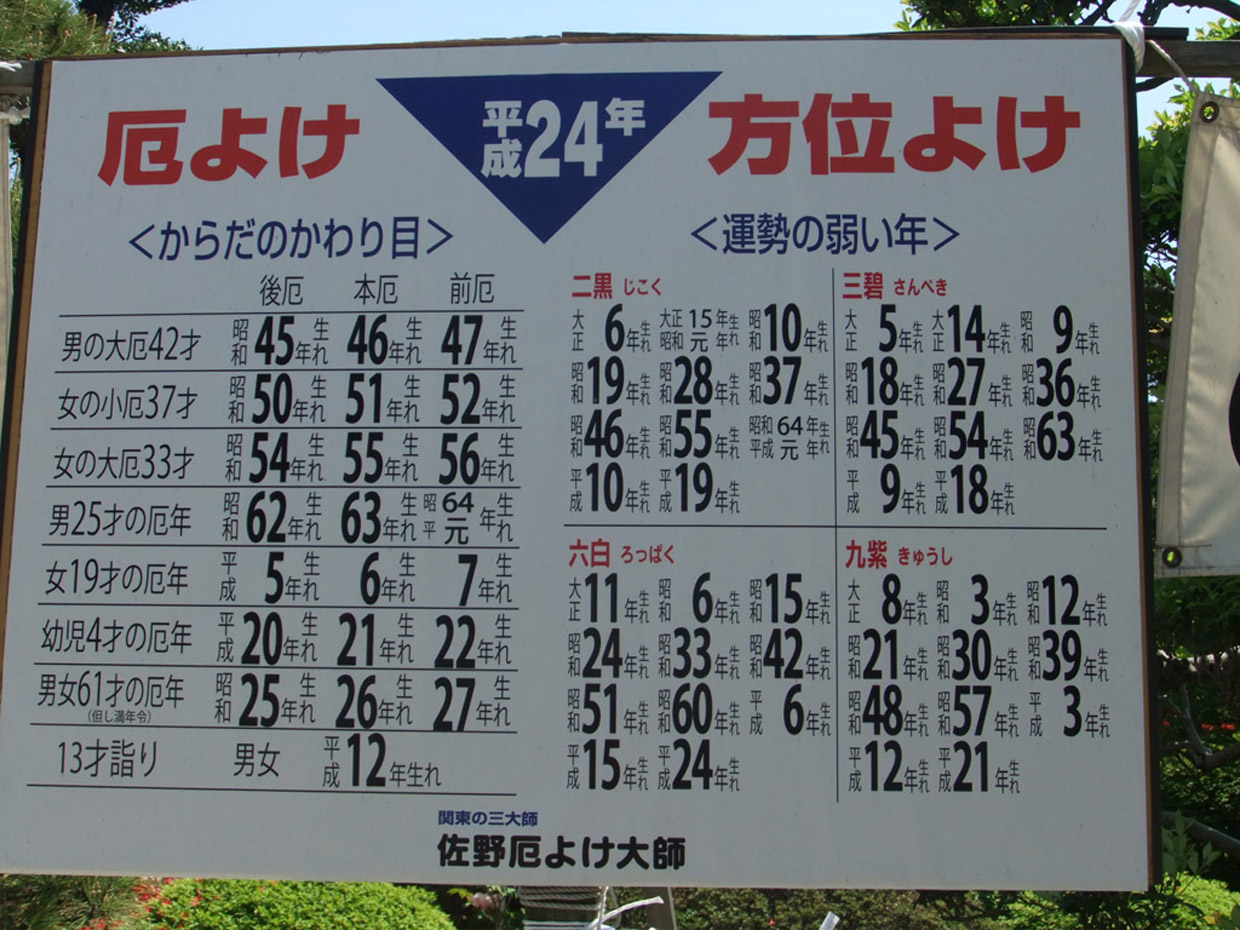 平成24年
厄よけ
<からだのかわり目>
後厄 本厄 前厄
男の大厄42才 昭和45年生れ 46年生れ 47年生れ
女の小厄37才 昭和50年生れ 51年生れ 52年生れ
女の大厄33才 昭和54年生れ 55年生れ 56年生れ
男25才の厄年 昭和62年生れ 63年生れ 昭64平元年生れ
女19才の厄年 平成5年生れ 6年生れ 7年生れ
幼児4才の厄年 平成20年生れ 21年生れ 22年生れ
男女61才の厄年 昭和25年生れ 26年生れ 27年生れ
(但し満年令)
13才詣り 男女 平成12年生れ
方位よけ
<運勢の弱い年>
二黒 じこく
大正6年生れ 大正15年生れ昭和元年生れ 昭和10年生れ
昭和19年生れ 昭和28年生れ 昭和37年生れ
昭和46年生れ 昭和55年生れ 昭和64年生れ平成元年生れ
平成10年生れ 平成19年生れ
三碧 さんぺき
大正5年生れ 大正14年生れ 昭和9年生れ
昭和18年生れ 昭和27年生れ 昭和36年生れ
昭和45年生れ 昭和54年生れ 昭和63年生れ
平成9年生れ 平成18年生れ
六白 ろっぱく
大正11年生れ 昭和6年生れ 昭和15年生れ
昭和24年生れ 昭和33年生れ 昭和42年生れ
昭和51年生れ 昭和60年生れ 平成6年生れ
平成15年生れ 平成24年生れ
九紫 きゅうし
大正8年生れ 昭和3年生れ 昭和12年生れ
昭和21年生れ 昭和30年生れ 昭和39年生れ
昭和48年生れ 昭和57年生れ 平成3年生れ
平成12年生れ 平成21年生れ
関東の三大師
佐野厄よけ大師